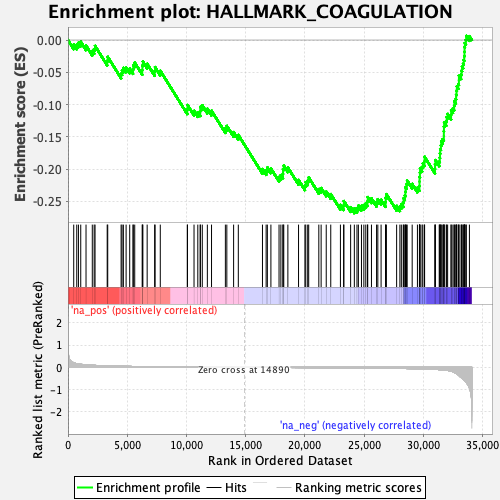 Enrichment plot: HALLMARK_COAGULATION
Enrichment score (ES)
0.00
-0.05
-0.10
-0.15
-0.20
-0.25
'na_pos' (positively correlated)
Ranked list metric (PreRanked)
2
1
0
-1
-2
Zero cross at 14890
'na_neg' (negatively correlated)
0
5,000
10,000
15,000
20,000
25,000
30,000
35,000
Rank in Ordered Dataset
Enrichment profile
Hits
Ranking metric scores